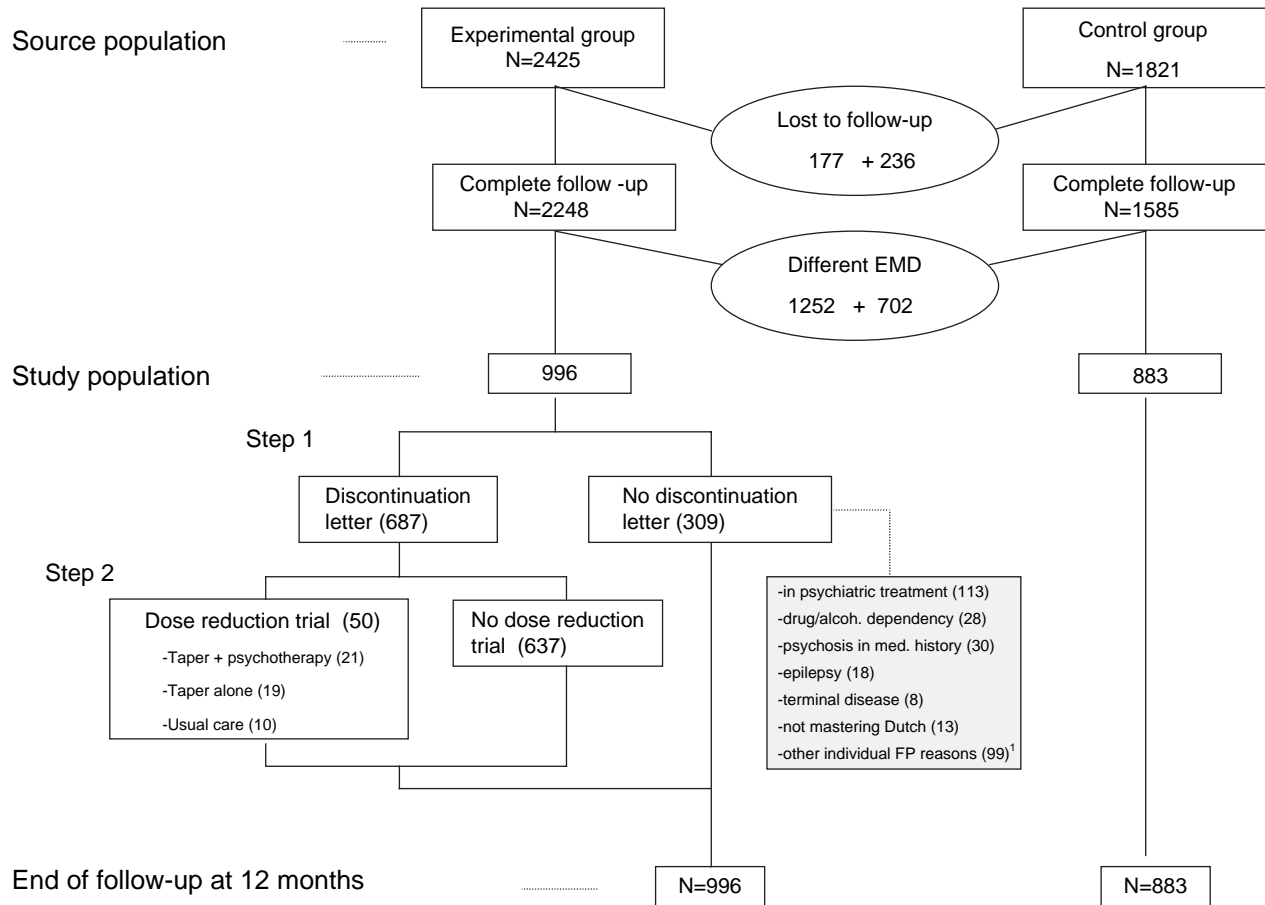 Source population
Experimental group
N=2425
Control group
N=1821
Lost to follow-up
177 + 236
Complete follow -up
N=2248
Complete follow-up
N=1585
Different EMD
1252 + 702
Study population
996
883
Step 1
Discontinuation
letter (687)
No discontinuation
letter (309)
Step 2
Dose reduction trial (50)
-Taper + psychotherapy (21)
-Taper alone (19)
-Usual care (10)
No dose reduction
trial (637)
-in psychiatric treatment (113)
-drug/alcoh. dependency (28)
-psychosis in med. history (30)
-epilepsy (18)
-terminal disease (8)
-not mastering Dutch (13)
-other individual FP reasons (99)¹
End of follow-up at 12 months
N=996
N=883